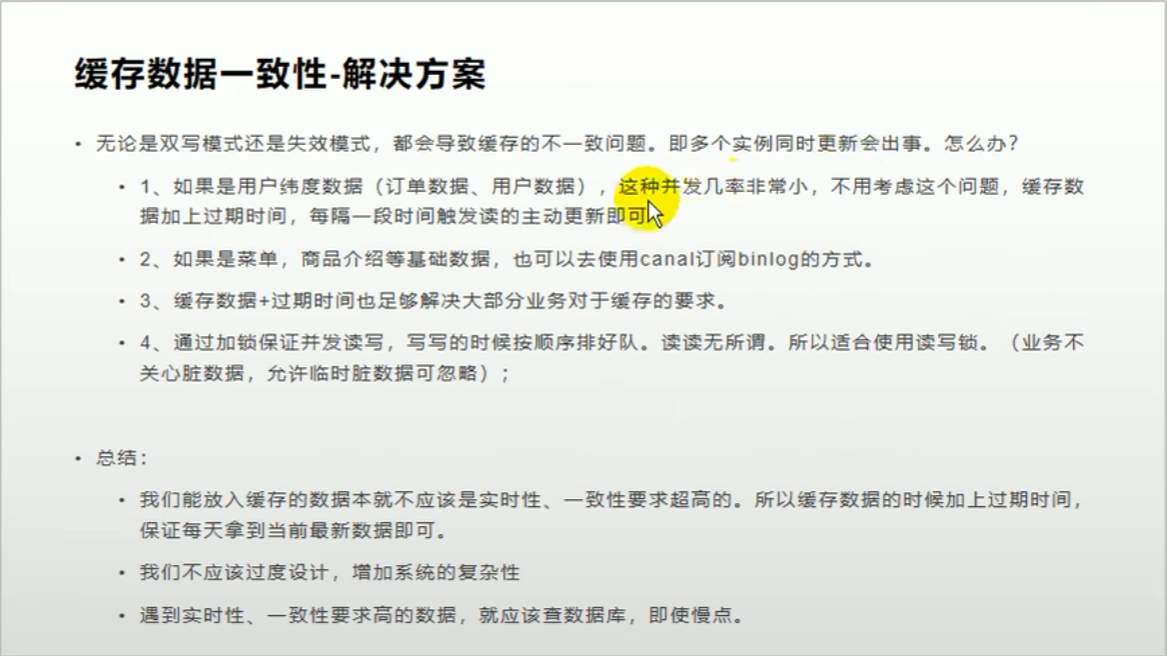 缓存数据一致性-解决方案
• 无论是双写模式还是失效模式，都会导致缓存的不一致问题。即多个实例同时更新会出事。怎么办？
• 1、如果是用户纬度数据（订单数据、用户数据），这种并发几率非常小，不用考虑这个问题，缓存数
据加上过期时间，每隔一段时间触发读的主动更新即可
• 2、如果是菜单，商品介绍等基础数据，也可以去使用canal订阅binlog的方式。
• 3、缓存数据+过期时间也足够解决大部分业务对于缓存的要求。
• 4、通过加锁保证并发读写，写写的时候按顺序排好队。读读无所谓。所以适合使用读写锁。（业务不
关心脏数据，允许临时脏数据可忽略）；
• 总结：
• 我们能放入缓存的数据本就不应该是实时性、一致性要求超高的。所以缓存数据的时候加上过期时间，
保证每天拿到当前最新数据即可。
• 我们不应该过度设计，增加系统的复杂性
• 遇到实时性、一致性要求高的数据，就应该查数据库，即使慢点。